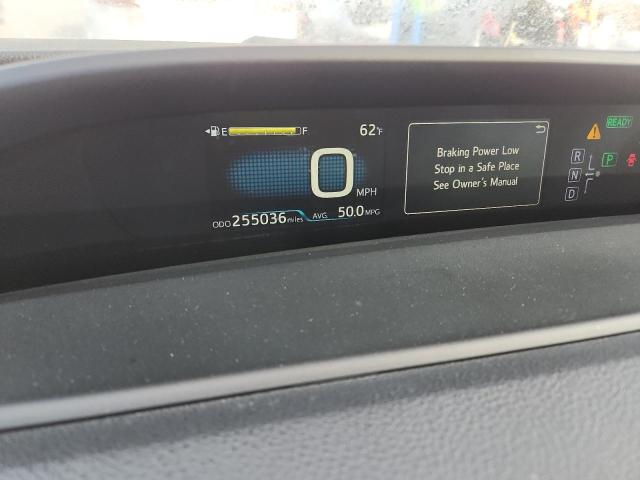 E F 62°F
0 MPH
ODO 255036 miles AVG. 50.0 MPG
Braking Power Low
Stop in a Safe Place
See Owner's Manual
READY
R P
N
D